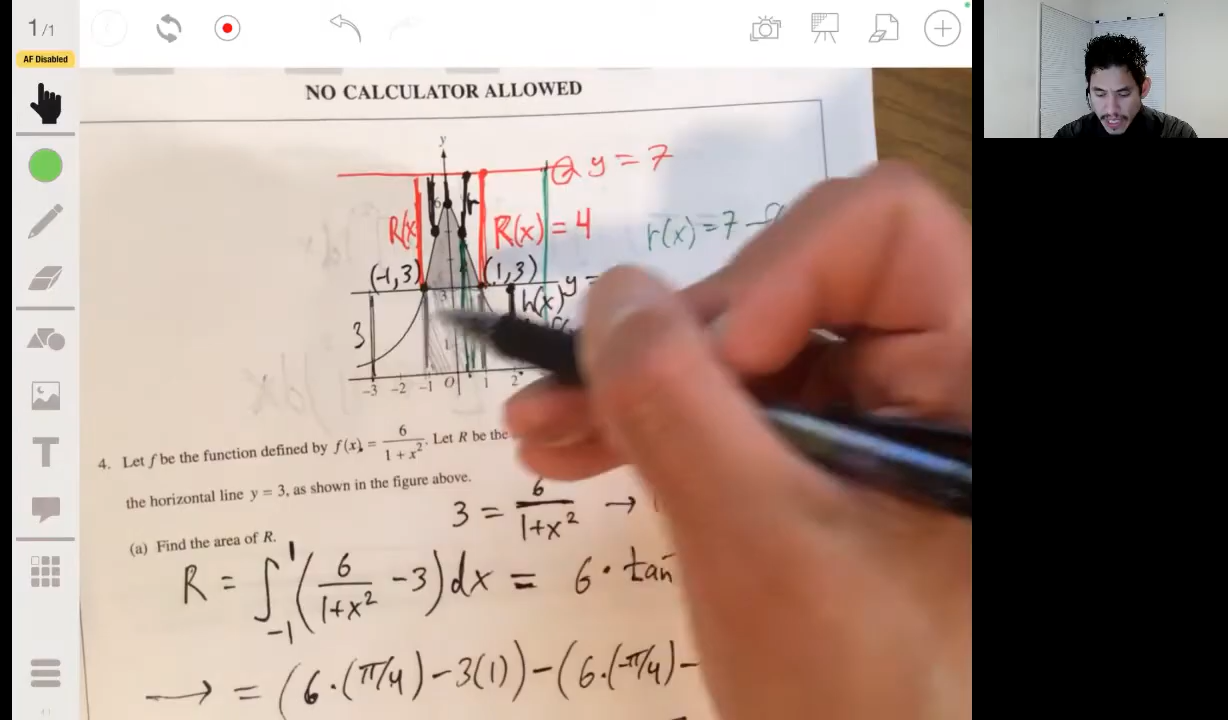 1/1
AF Disabled
NO CALCULATOR ALLOWED
y
y = 7
6
r
R(x)
R(x) = 4
r(x) = 7 -
(-1,3)
(1,3)
3
h(x)
y =
3
1
-3 -2 -1 O 1 2
4. Let f be the function defined by f(x) = 6/(1 + x²). Let R be the
the horizontal line y = 3, as shown in the figure above.
3 = 6/(1+x²) →
(a) Find the area of R.
R = ∫₋₁¹ (6/(1+x²) - 3) dx = 6 · tan
→ = (6·(π/4) - 3(1)) - (6·(-π/4) -
T